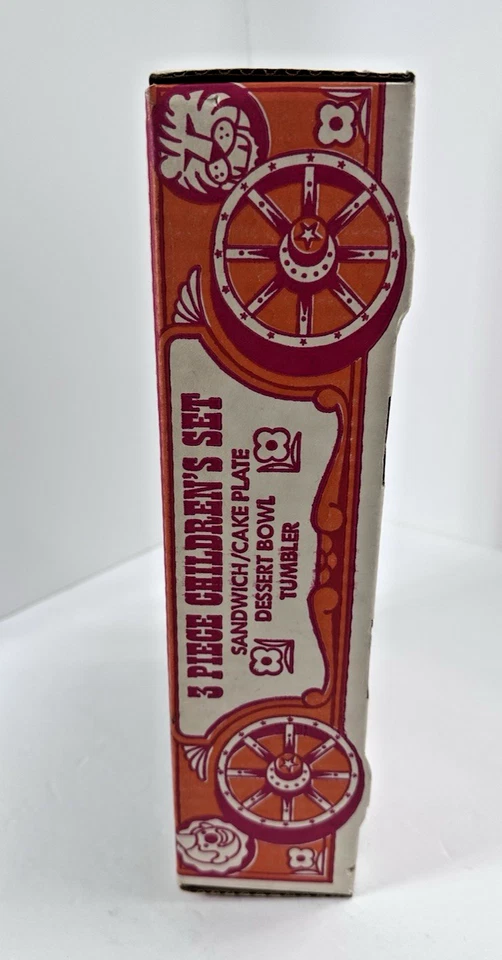 3 PIECE CHILDREN'S SET
SANDWICH/CAKE PLATE
DESSERT BOWL
TUMBLER